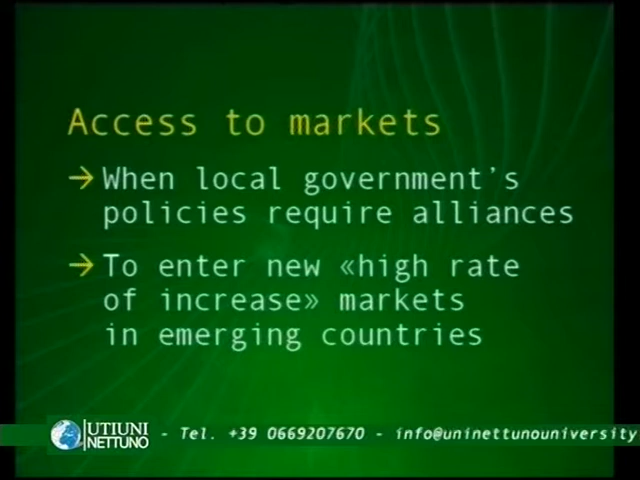 Access to markets
→ When local government's
policies require alliances
→ To enter new «high rate
of increase» markets
in emerging countries
UTIUNI
NETTUNO - Tel. +39 0669207670 - info@uninettunouniversity